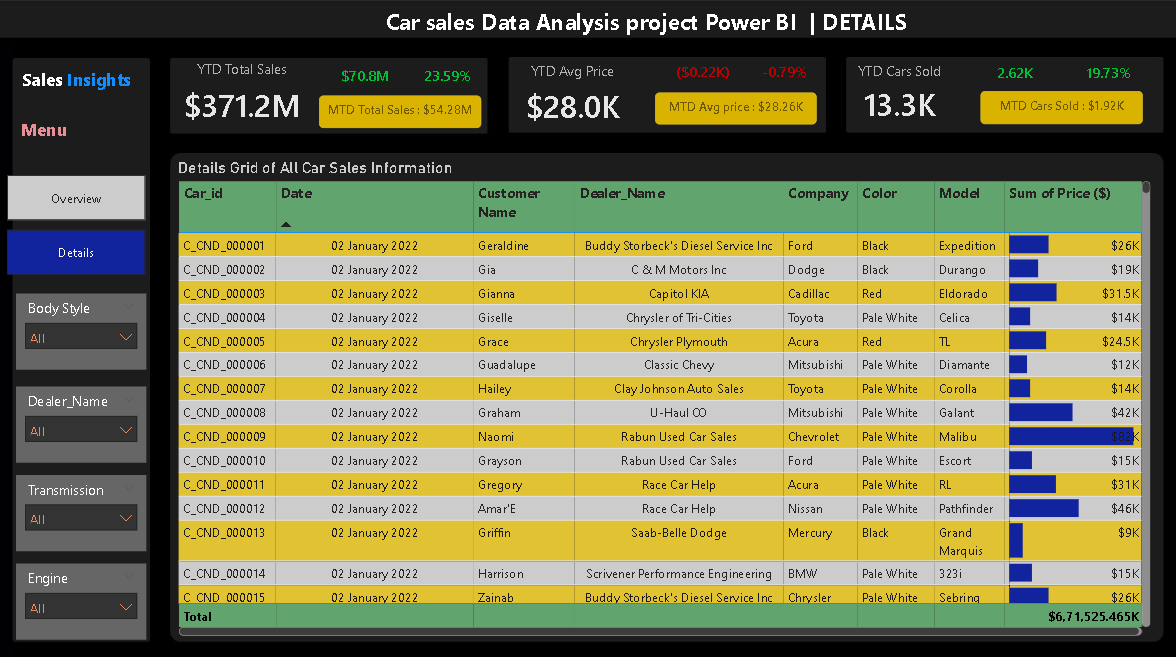 Car sales Data Analysis project Power BI | DETAILS
Sales Insights
Menu
Overview
Details
Body Style
All
Dealer_Name
All
Transmission
All
Engine
All
YTD Total Sales
$70.8M 23.59%
$371.2M
MTD Total Sales : $54.28M
YTD Avg Price
($0.22K) -0.79%
$28.0K
MTD Avg price : $28.26K
YTD Cars Sold
2.62K 19.73%
13.3K
MTD Cars Sold : $1.92K
Details Grid of All Car Sales Information
Car_id Date Customer Name Dealer_Name Company Color Model Sum of Price ($)
C_CND_000001 02 January 2022 Geraldine Buddy Storbeck's Diesel Service Inc Ford Black Expedition $26K
C_CND_000002 02 January 2022 Gia C & M Motors Inc Dodge Black Durango $19K
C_CND_000003 02 January 2022 Gianna Capitol KIA Cadillac Red Eldorado $31.5K
C_CND_000004 02 January 2022 Giselle Chrysler of Tri-Cities Toyota Pale White Celica $14K
C_CND_000005 02 January 2022 Grace Chrysler Plymouth Acura Red TL $24.5K
C_CND_000006 02 January 2022 Guadalupe Classic Chevy Mitsubishi Pale White Diamante $12K
C_CND_000007 02 January 2022 Hailey Clay Johnson Auto Sales Toyota Pale White Corolla $14K
C_CND_000008 02 January 2022 Graham U-Haul CO Mitsubishi Pale White Galant $42K
C_CND_000009 02 January 2022 Naomi Rabun Used Car Sales Chevrolet Pale White Malibu $82K
C_CND_000010 02 January 2022 Grayson Rabun Used Car Sales Ford Pale White Escort $15K
C_CND_000011 02 January 2022 Gregory Race Car Help Acura Pale White RL $31K
C_CND_000012 02 January 2022 Amar'E Race Car Help Nissan Pale White Pathfinder $46K
C_CND_000013 02 January 2022 Griffin Saab-Belle Dodge Mercury Black Grand Marquis $9K
C_CND_000014 02 January 2022 Harrison Scrivener Performance Engineering BMW Pale White 323i $15K
C_CND_000015 02 January 2022 Zainab Buddy Storbeck's Diesel Service Inc Chrysler Pale White Sebring $26K
Total $6,71,525.465K